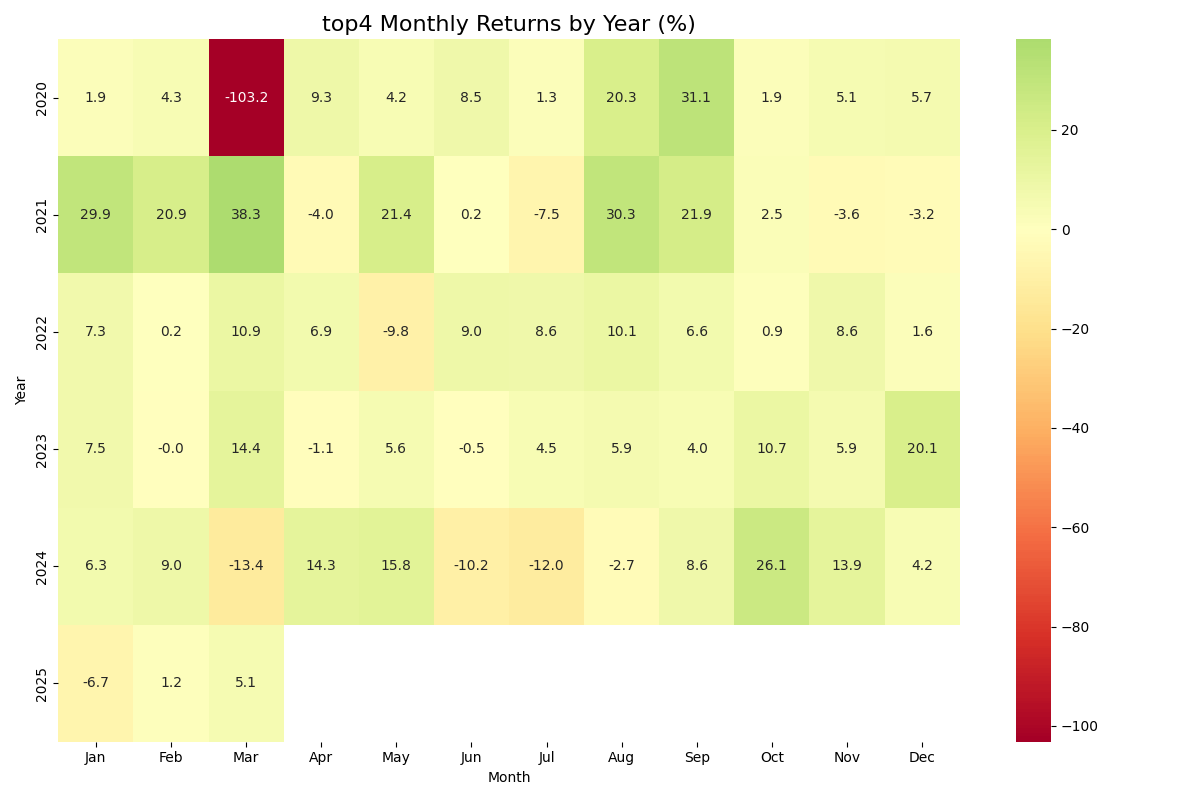 top4 Monthly Returns by Year (%)
2020 1.9 4.3 -103.2 9.3 4.2 8.5 1.3 20.3 31.1 1.9 5.1 5.7
2021 29.9 20.9 38.3 -4.0 21.4 0.2 -7.5 30.3 21.9 2.5 -3.6 -3.2
2022 7.3 0.2 10.9 6.9 -9.8 9.0 8.6 10.1 6.6 0.9 8.6 1.6
2023 7.5 -0.0 14.4 -1.1 5.6 -0.5 4.5 5.9 4.0 10.7 5.9 20.1
2024 6.3 9.0 -13.4 14.3 15.8 -10.2 -12.0 -2.7 8.6 26.1 13.9 4.2
2025 -6.7 1.2 5.1
Year
Jan Feb Mar Apr May Jun Jul Aug Sep Oct Nov Dec
Month
20
0
−20
−40
−60
−80
−100